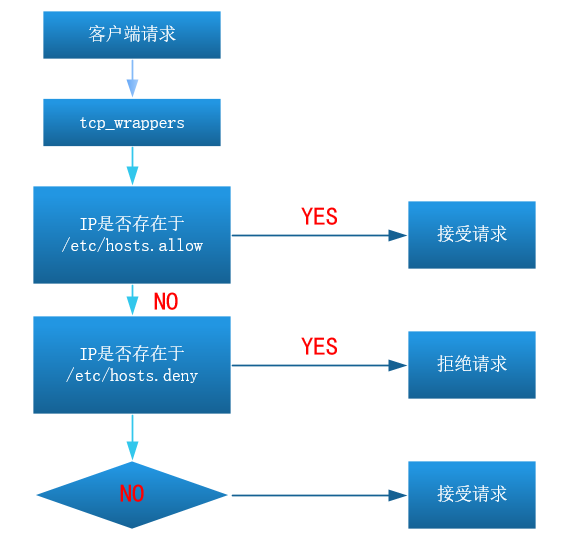 客户端请求
tcp_wrappers
IP是否存在于
/etc/hosts.allow
YES
接受请求
NO
IP是否存在于
/etc/hosts.deny
YES
拒绝请求
NO
接受请求